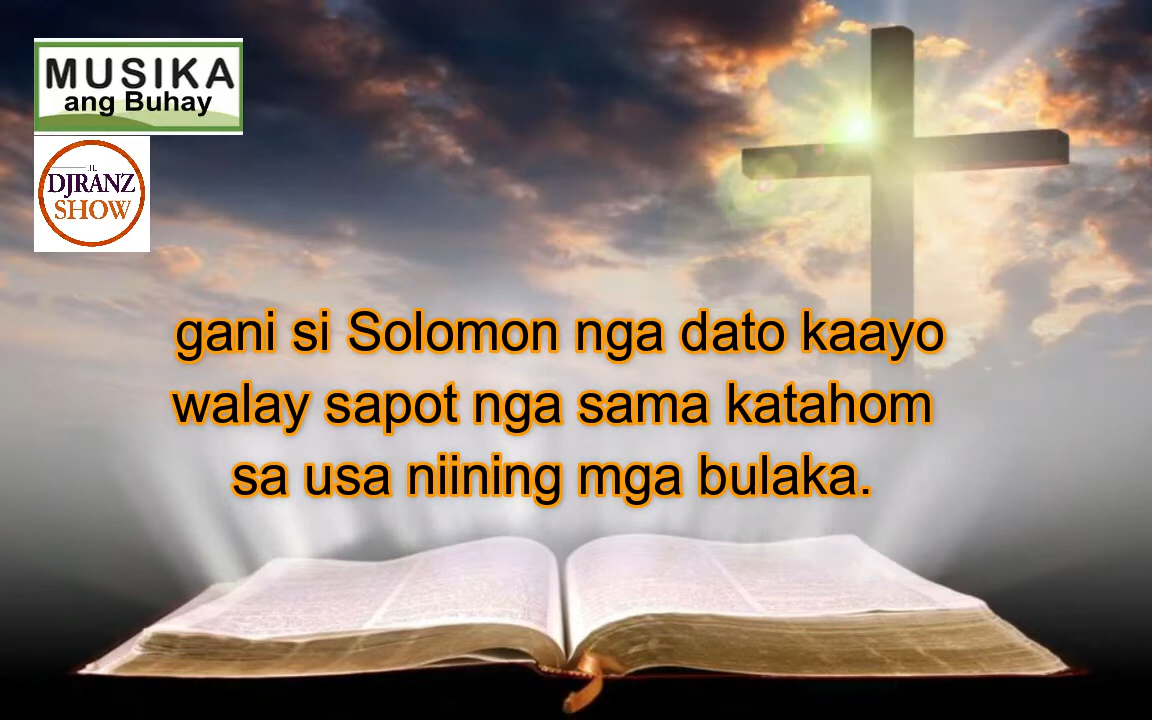 MUSIKA
ang Buhay
DJRANZ
SHOW
gani si Solomon nga dato kaayo
walay sapot nga sama katahom
sa usa niining mga bulaka.